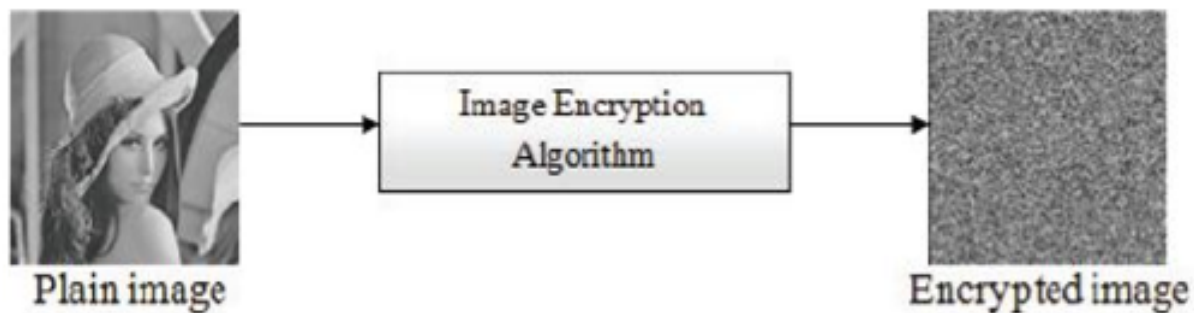 Image Encryption
Algorithm
Plain image
Encrypted image